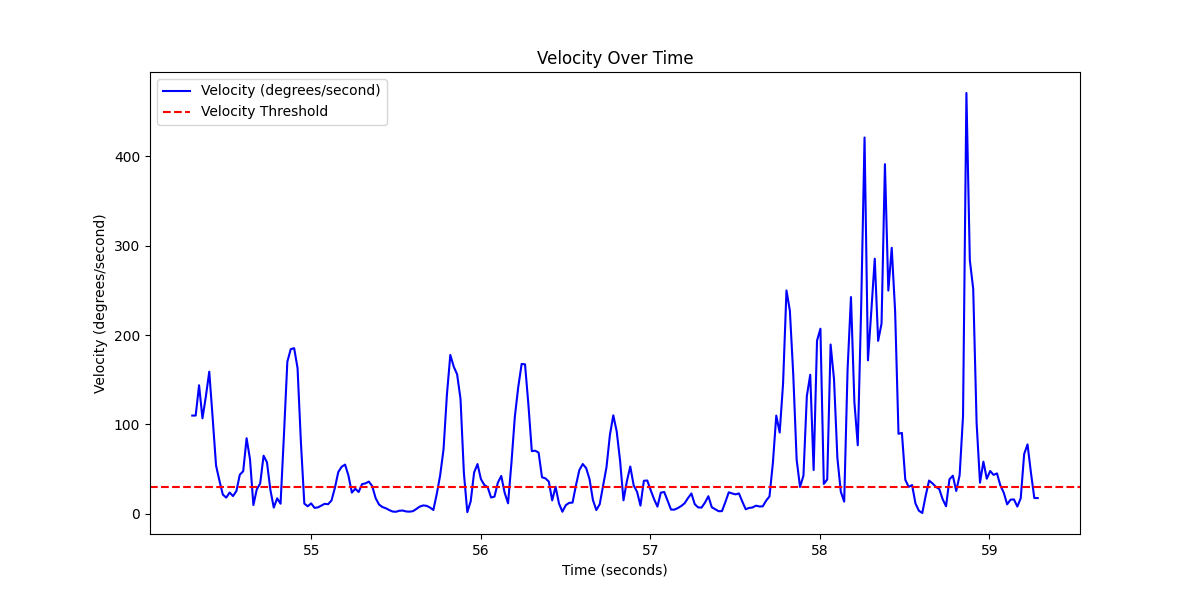 Velocity Over Time
Velocity (degrees/second)
Velocity Threshold
Velocity (degrees/second)
400
300
200
100
0
55 56 57 58 59
Time (seconds)